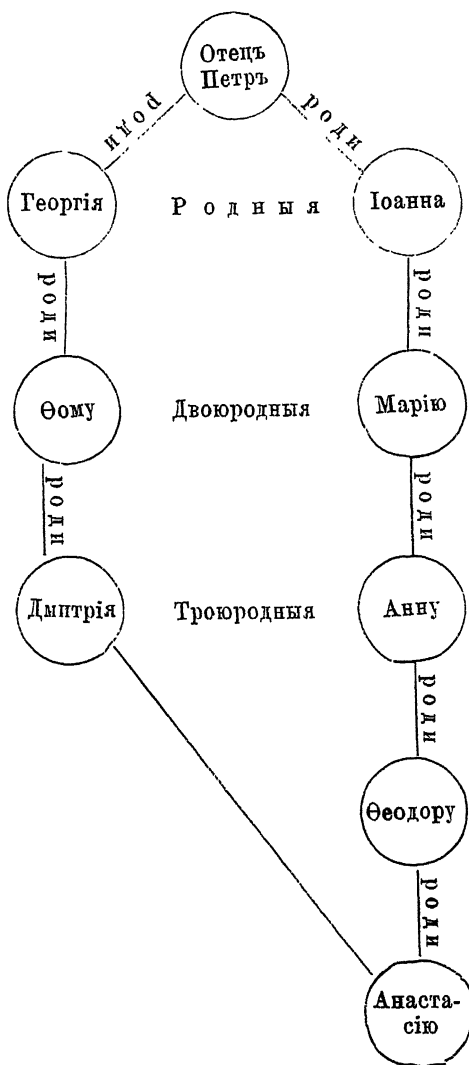 Отецъ
Петръ
роди
роди
Георгія
Родныя
Іоанна
роди
роди
Ѳому
Двоюродныя
Марію
роди
роди
Дмитрія
Троюродныя
Анну
роди
Ѳеодору
роди
Анаста-
сію